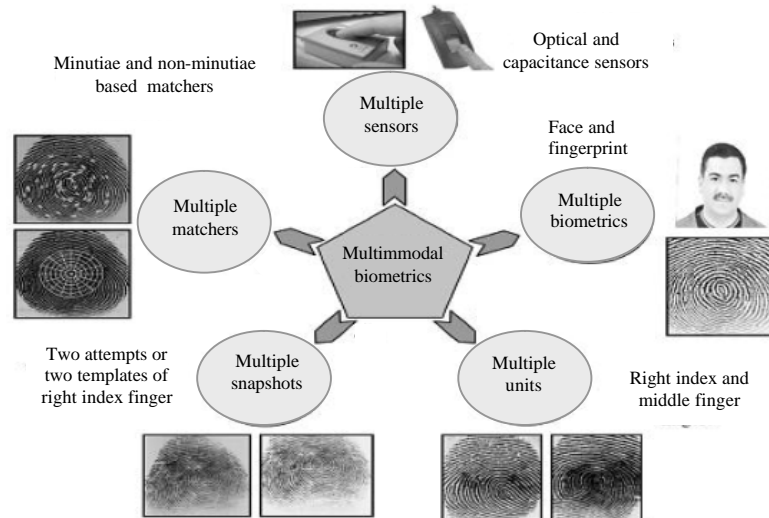 Optical and
capacitance sensors
Minutiae and non-minutiae
based  matchers
Multiple
sensors
Face and
fingerprint
Multiple
biometrics
Multiple
matchers
Multimmodal
biometrics
Two attempts or
two templates of
right index finger
Multiple
snapshots
Multiple
units
Right index and
middle finger